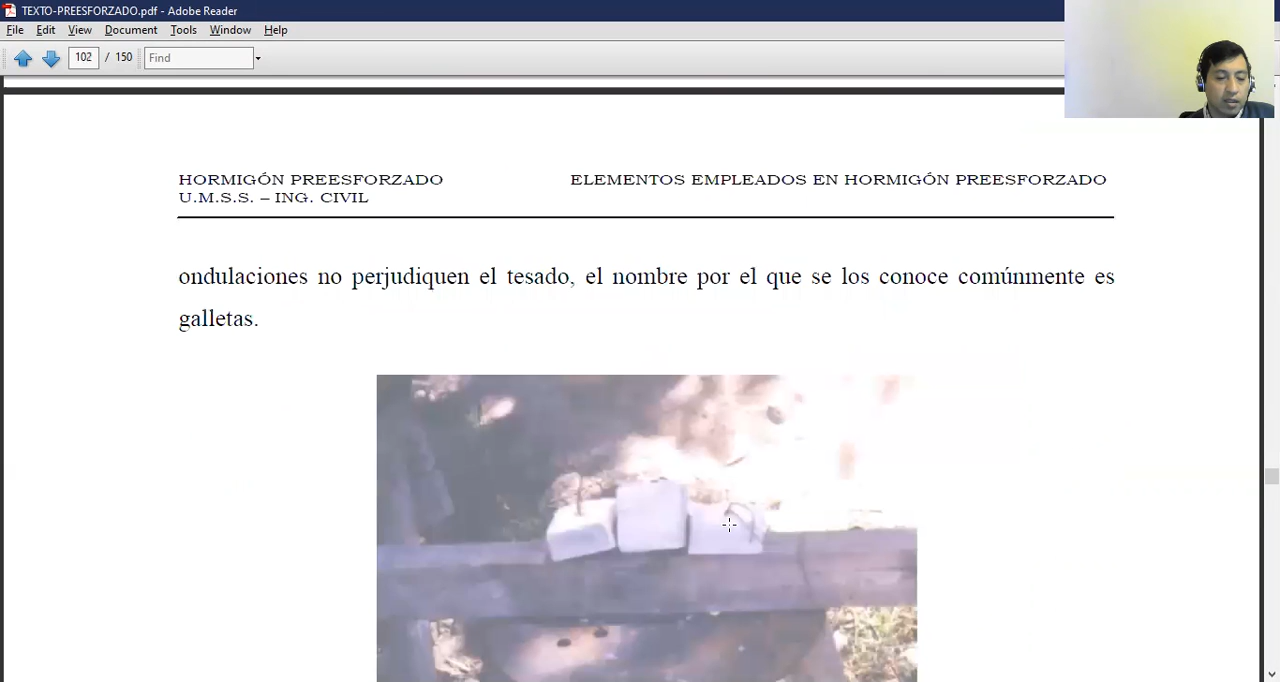 TEXTO-PREESFORZADO.pdf - Adobe Reader
File Edit View Document Tools Window Help
102 / 150 Find
HORMIGÓN PREESFORZADO ELEMENTOS EMPLEADOS EN HORMIGÓN PREESFORZADO
U.M.S.S. – ING. CIVIL
ondulaciones no perjudiquen el tesado, el nombre por el que se los conoce comúnmente es
galletas.